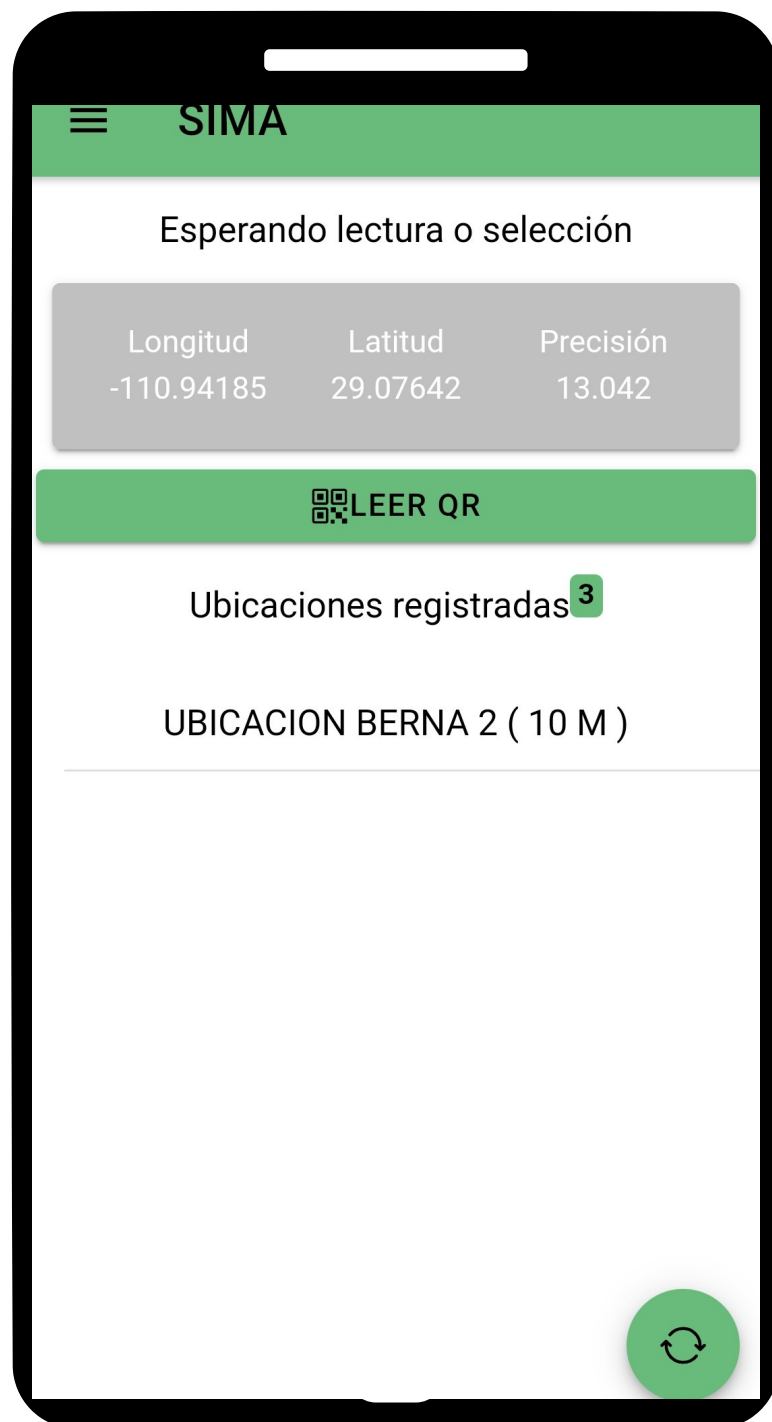 SIMA
Esperando lectura o selección
Longitud Latitud Precisión
-110.94185 29.07642 13.042
LEER QR
Ubicaciones registradas 3
UBICACION BERNA 2 ( 10 M )